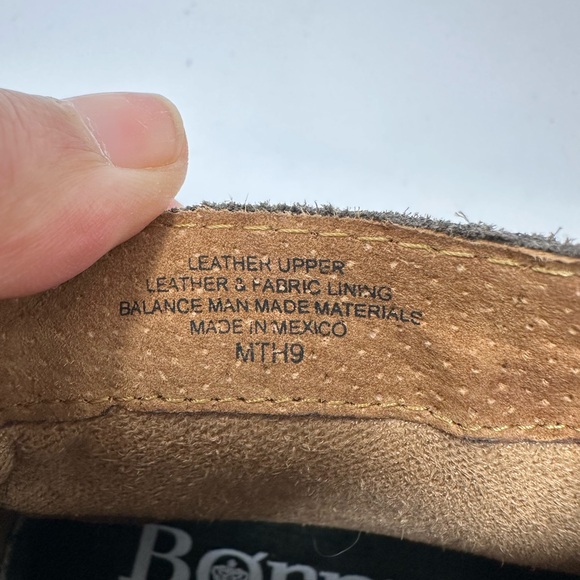 LEATHER UPPER
LEATHER & FABRIC LINING
BALANCE MAN MADE MATERIALS
MADE IN MEXICO
MTH9